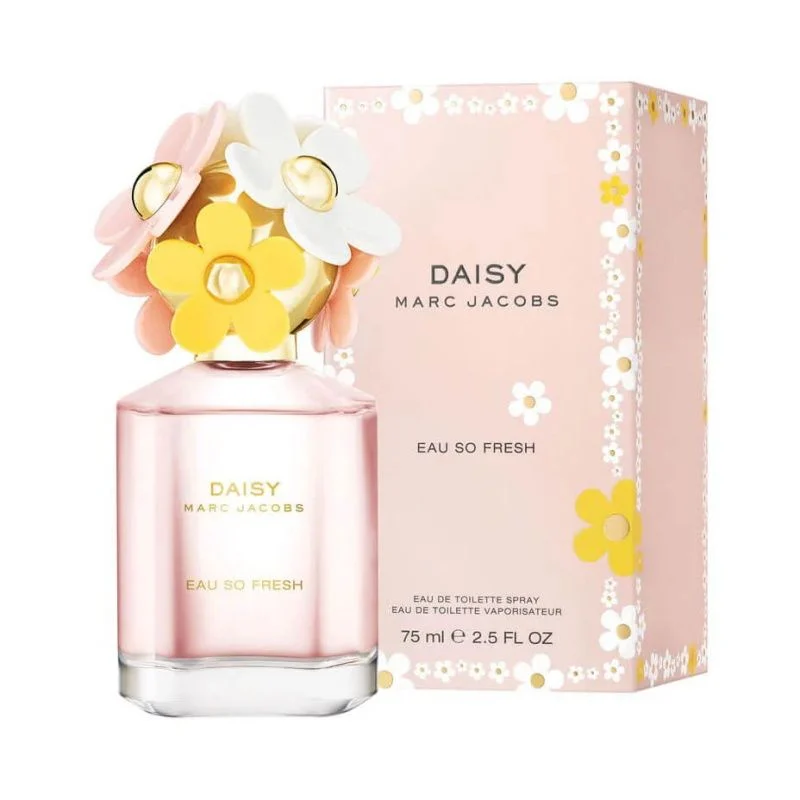 DAISY
MARC JACOBS
EAU SO FRESH
DAISY
MARC JACOBS
EAU SO FRESH
EAU DE TOILETTE SPRAY
EAU DE TOILETTE VAPORISATEUR
75 ml ℮ 2.5 FL OZ